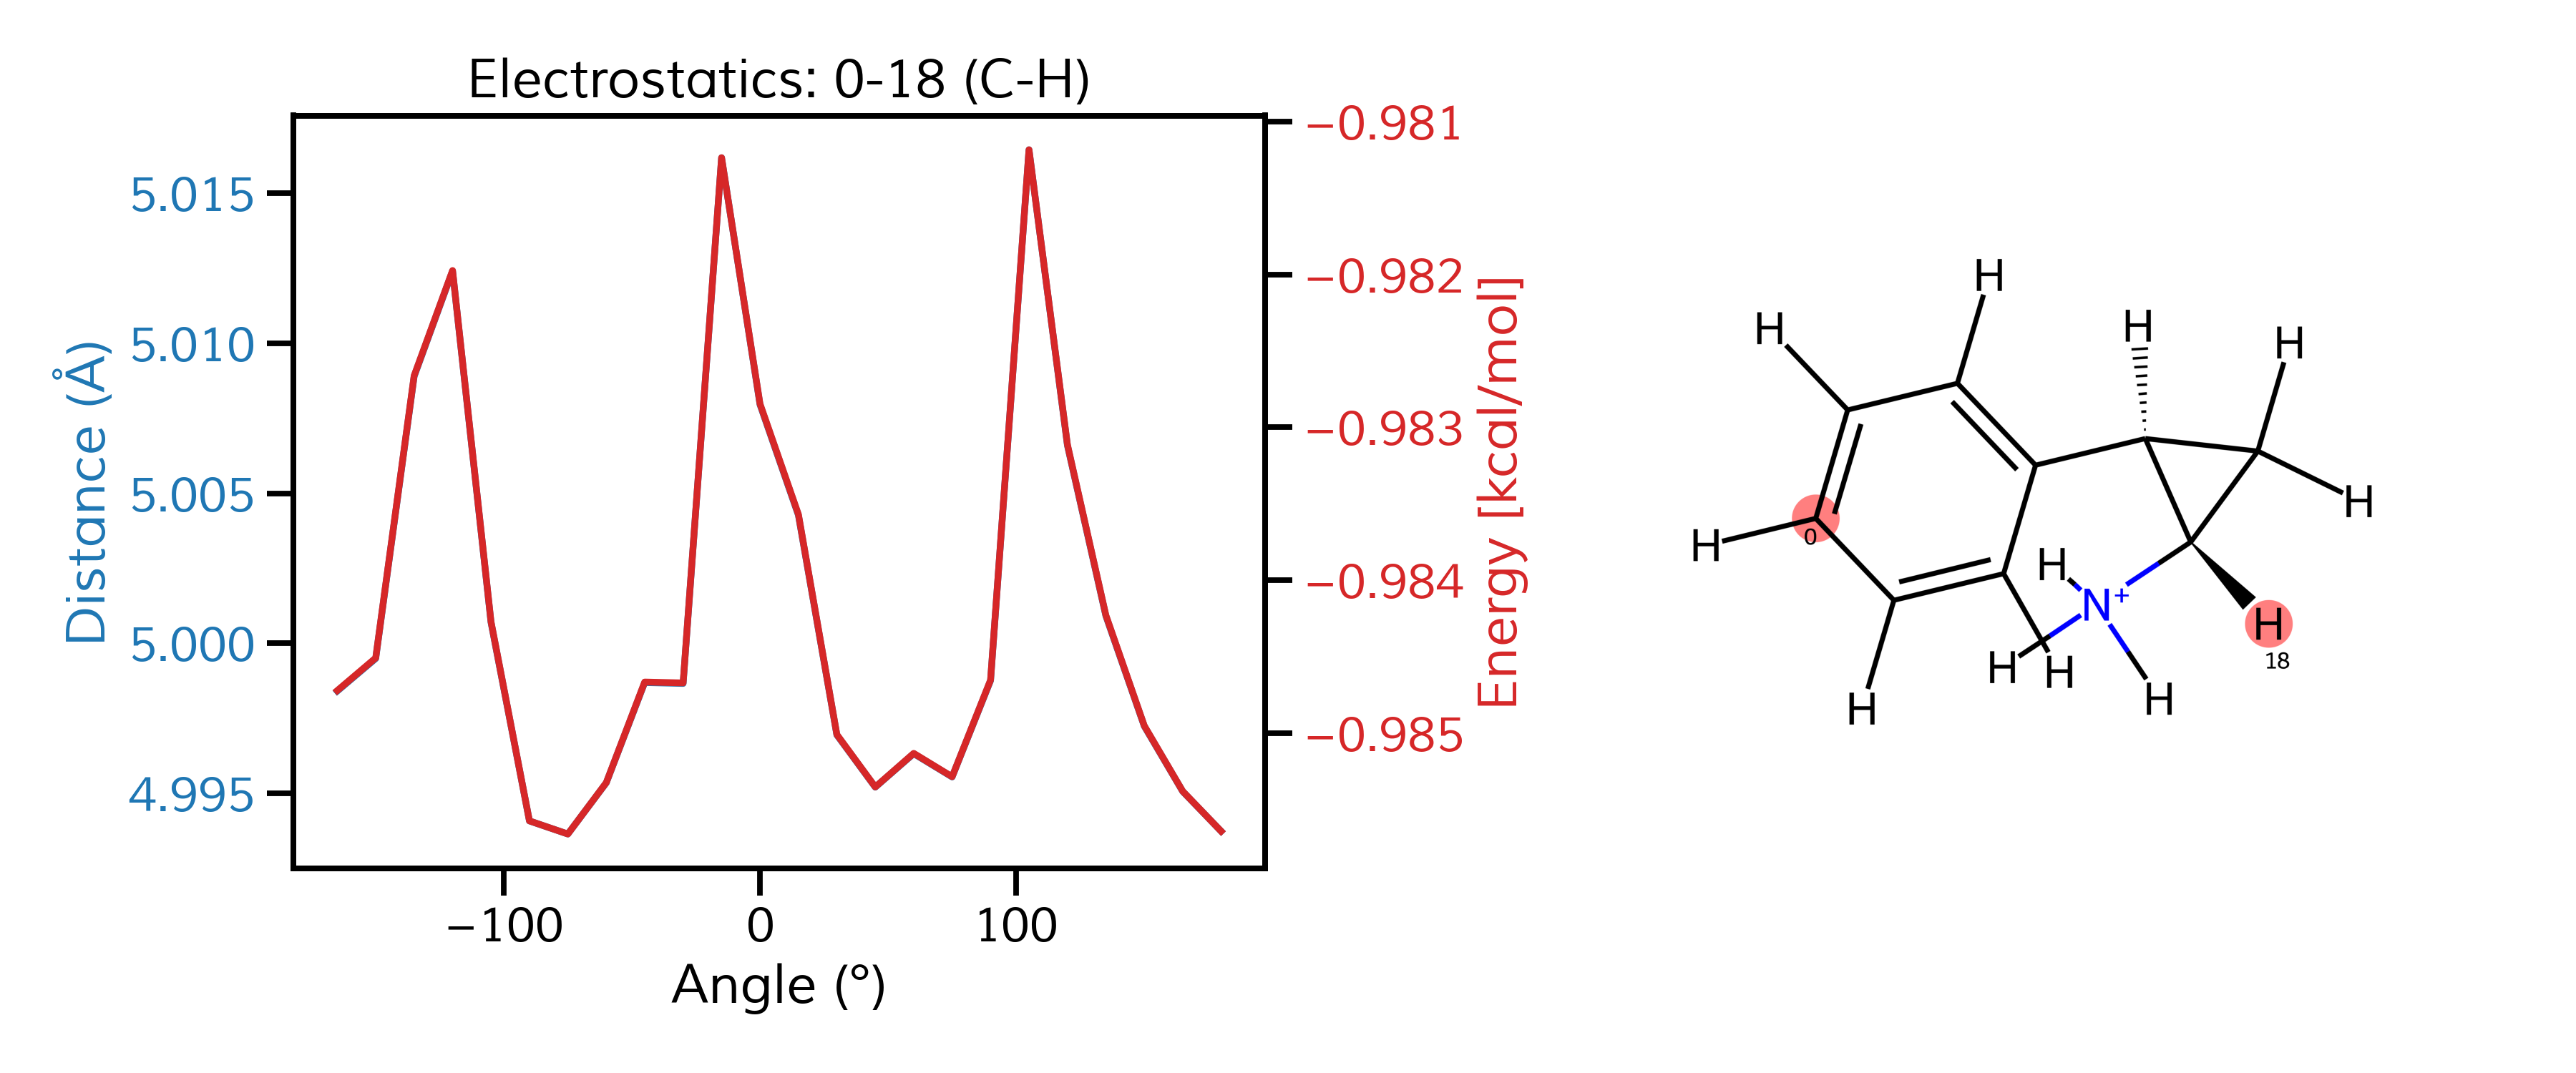 Electrostatics: 0-18 (C-H)
Distance (Å)
5.015
5.010
5.005
5.000
4.995
−0.981
−0.982
−0.983
−0.984
−0.985
Energy [kcal/mol]
−100
0
100
Angle (°)
H
H
H
H
H
H
0
H
N+
H
H
H
H
18
H